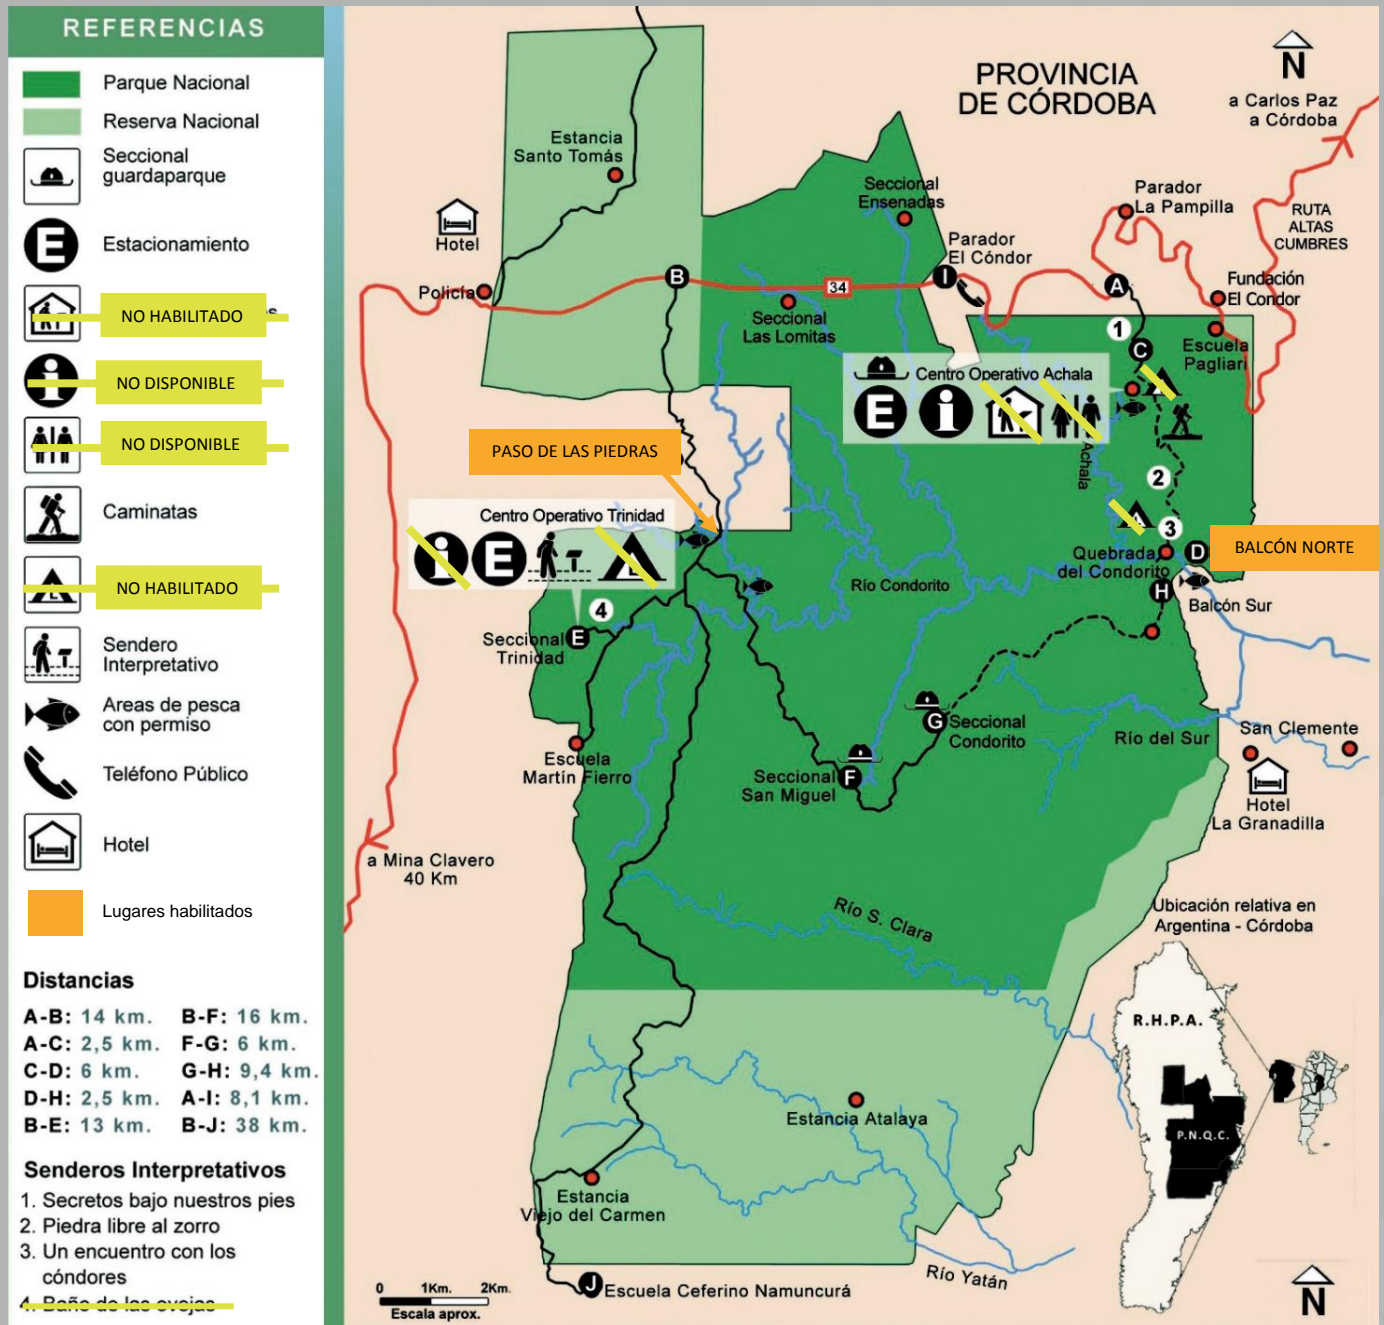 REFERENCIAS
Parque Nacional
Reserva Nacional
Seccional
guardaparque
E
Estacionamiento
NO HABILITADO
i
NO DISPONIBLE
NO DISPONIBLE
Caminatas
NO HABILITADO
Sendero
Interpretativo
Areas de pesca
con permiso
Teléfono Público
Hotel
Lugares habilitados
Distancias
A-B: 14 km. B-F: 16 km.
A-C: 2,5 km. F-G: 6 km.
C-D: 6 km. G-H: 9,4 km.
D-H: 2,5 km. A-I: 8,1 km.
B-E: 13 km. B-J: 38 km.
Senderos Interpretativos
1. Secretos bajo nuestros pies
2. Piedra libre al zorro
3. Un encuentro con los
cóndores
4. Baño de las ovejas
PROVINCIA
DE CÓRDOBA
N
a Carlos Paz
a Córdoba
Estancia
Santo Tomás
Hotel
Policía
B
34
Seccional
Ensenadas
Parador
El Cóndor
I
Parador
La Pampilla
RUTA
ALTAS
CUMBRES
A
Fundación
El Condor
Seccional
Las Lomitas
1
C
Escuela
Pagliari
Centro Operativo Achala
E
i
Achala
2
3
PASO DE LAS PIEDRAS
Centro Operativo Trinidad
i
E
4
Seccional
Trinidad
E
Río Condorito
Quebrada
del Condorito
D
BALCÓN NORTE
H
Balcón Sur
Escuela
Martín Fierro
G
Seccional
Condorito
Seccional
San Miguel
F
Río del Sur
San Clemente
Hotel
La Granadilla
a Mina Clavero
40 Km
Río S. Clara
Ubicación relativa en
Argentina - Córdoba
R.H.P.A.
P.N.Q.C.
Estancia Atalaya
Estancia
Viejo del Carmen
J
Escuela Ceferino Namuncurá
Río Yatán
0 1Km. 2Km.
Escala aprox.
N